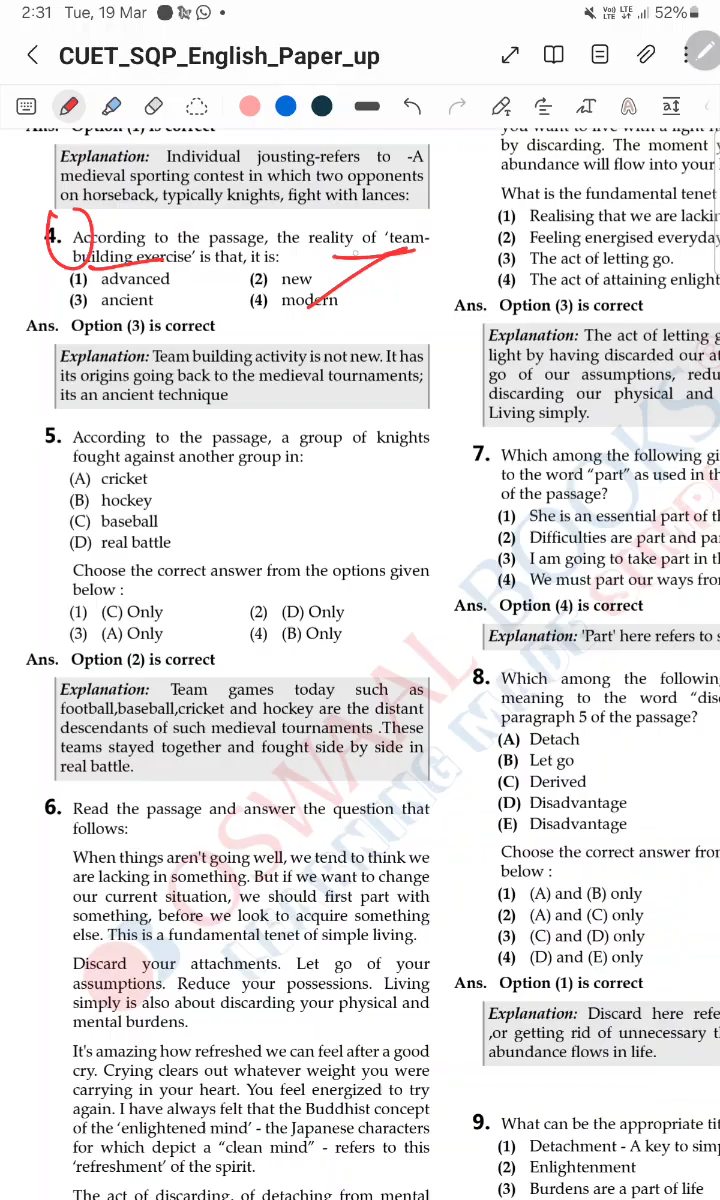 2:31 Tue, 19 Mar
Vo)) LTE
LTE
52%
CUET_SQP_English_Paper_up
Ans. Option (1) is correct
Explanation: Individual jousting-refers to -A
medieval sporting contest in which two opponents
on horseback, typically knights, fight with lances:
4. According to the passage, the reality of ‘team-
building exercise’ is that, it is:
(1) advanced (2) new
(3) ancient (4) modern
Ans. Option (3) is correct
Explanation: Team building activity is not new. It has
its origins going back to the medieval tournaments;
its an ancient technique
5. According to the passage, a group of knights
fought against another group in:
(A) cricket
(B) hockey
(C) baseball
(D) real battle
Choose the correct answer from the options given
below :
(1) (C) Only (2) (D) Only
(3) (A) Only (4) (B) Only
Ans. Option (2) is correct
Explanation: Team games today such as
football,baseball,cricket and hockey are the distant
descendants of such medieval tournaments .These
teams stayed together and fought side by side in
real battle.
6. Read the passage and answer the question that
follows:
When things aren't going well, we tend to think we
are lacking in something. But if we want to change
our current situation, we should first part with
something, before we look to acquire something
else. This is a fundamental tenet of simple living.
Discard your attachments. Let go of your
assumptions. Reduce your possessions. Living
simply is also about discarding your physical and
mental burdens.
It's amazing how refreshed we can feel after a good
cry. Crying clears out whatever weight you were
carrying in your heart. You feel energized to try
again. I have always felt that the Buddhist concept
of the ‘enlightened mind’ - the Japanese characters
for which depict a “clean mind” - refers to this
‘refreshment’ of the spirit.
The act of discarding, of detaching from mental
you want to live with a light
by discarding. The moment
abundance will flow into your
What is the fundamental tenet
(1) Realising that we are
(2) Feeling energised everyday
(3) The act of letting go.
(4) The act of attaining
Ans. Option (3) is correct
Explanation: The act of letting
light by having discarded our
go of our assumptions,
discarding our physical and
Living simply.
7. Which among the following
to the word “part” as used in
of the passage?
(1) She is an essential part of
(2) Difficulties are part and
(3) I am going to take part in
(4) We must part our ways
Ans. Option (4) is correct
Explanation: 'Part' here refers to
8. Which among the following
meaning to the word
paragraph 5 of the passage?
(A) Detach
(B) Let go
(C) Derived
(D) Disadvantage
(E) Disadvantage
Choose the correct answer
below :
(1) (A) and (B) only
(2) (A) and (C) only
(3) (C) and (D) only
(4) (D) and (E) only
Ans. Option (1) is correct
Explanation: Discard here
,or getting rid of unnecessary
abundance flows in life.
9. What can be the appropriate
(1) Detachment - A key to
(2) Enlightenment
(3) Burdens are a part of life
OSWAAL BOOKS
LEARNING MADE